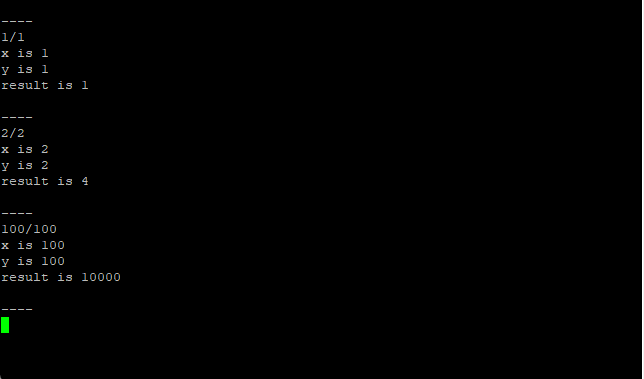 ----
1/1
x is 1
y is 1
result is 1
----
2/2
x is 2
y is 2
result is 4
----
100/100
x is 100
y is 100
result is 10000
----